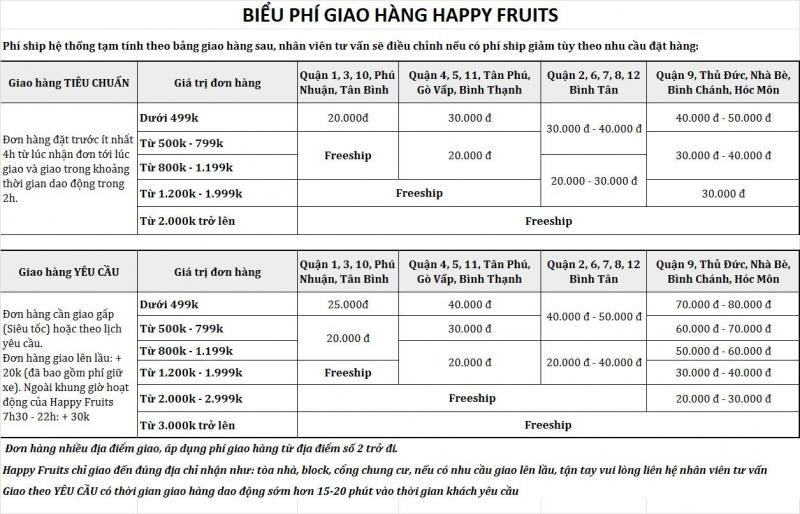 BIỂU PHÍ GIAO HÀNG HAPPY FRUITS
Phí ship hệ thống tạm tính theo bảng giao hàng sau, nhân viên tư vấn sẽ điều chỉnh nếu có phí ship giảm tùy theo nhu cầu đặt hàng:
Giao hàng TIÊU CHUẨN
Giá trị đơn hàng
Quận 1, 3, 10, Phú
Nhuận, Tân Bình
Quận 4, 5, 11, Tân Phú,
Gò Vấp, Bình Thạnh
Quận 2, 6, 7, 8, 12
Bình Tân
Quận 9, Thủ Đức, Nhà Bè,
Bình Chánh, Hóc Môn
Đơn hàng đặt trước ít nhất
4h từ lúc nhận đơn tới lúc
giao và giao trong khoảng
thời gian dao động trong
2h.
Dưới 499k
20.000đ
30.000 đ
30.000 đ - 40.000 đ
40.000 đ - 50.000 đ
Từ 500k - 799k
Freeship
20.000 đ
30.000 đ - 40.000 đ
Từ 800k - 1.199k
20.000 - 30.000 đ
Từ 1.200k - 1.999k
Freeship
30.000 đ
Từ 2.000k trở lên
Freeship
Giao hàng YÊU CẦU
Giá trị đơn hàng
Quận 1, 3, 10, Phú
Nhuận, Tân Bình
Quận 4, 5, 11, Tân Phú,
Gò Vấp, Bình Thạnh
Quận 2, 6, 7, 8, 12
Bình Tân
Quận 9, Thủ Đức, Nhà Bè,
Bình Chánh, Hóc Môn
Đơn hàng cần giao gấp
(Siêu tốc) hoặc theo lịch
yêu cầu.
Đơn hàng giao lên lầu: +
20k (đã bao gồm phí giữ
xe). Ngoài khung giờ hoạt
động của Happy Fruits
7h30 - 22h: + 30k
Dưới 499k
25.000đ
40.000 đ
40.000 đ - 50.000 đ
70.000 đ - 80.000 đ
Từ 500k - 799k
20.000 đ
30.000 đ
60.000 đ - 70.000 đ
Từ 800k - 1.199k
20.000 đ
20.000 đ - 40.000 đ
50.000 đ - 60.000 đ
Từ 1.200k - 1.999k
Freeship
30.000 đ - 40.000 đ
Từ 2.000k - 2.999k
Freeship
20.000 đ - 30.000 đ
Từ 3.000k trở lên
Freeship
Đơn hàng nhiều địa điểm giao, áp dụng phí giao hàng từ địa điểm số 2 trở đi.
Happy Fruits chỉ giao đến đúng địa chỉ nhận như: tòa nhà, block, cổng chung cư, nếu có nhu cầu giao lên lầu, tận tay vui lòng liên hệ nhân viên tư vấn
Giao theo YÊU CẦU có thời gian giao hàng dao động sớm hơn 15-20 phút vào thời gian khách yêu cầu